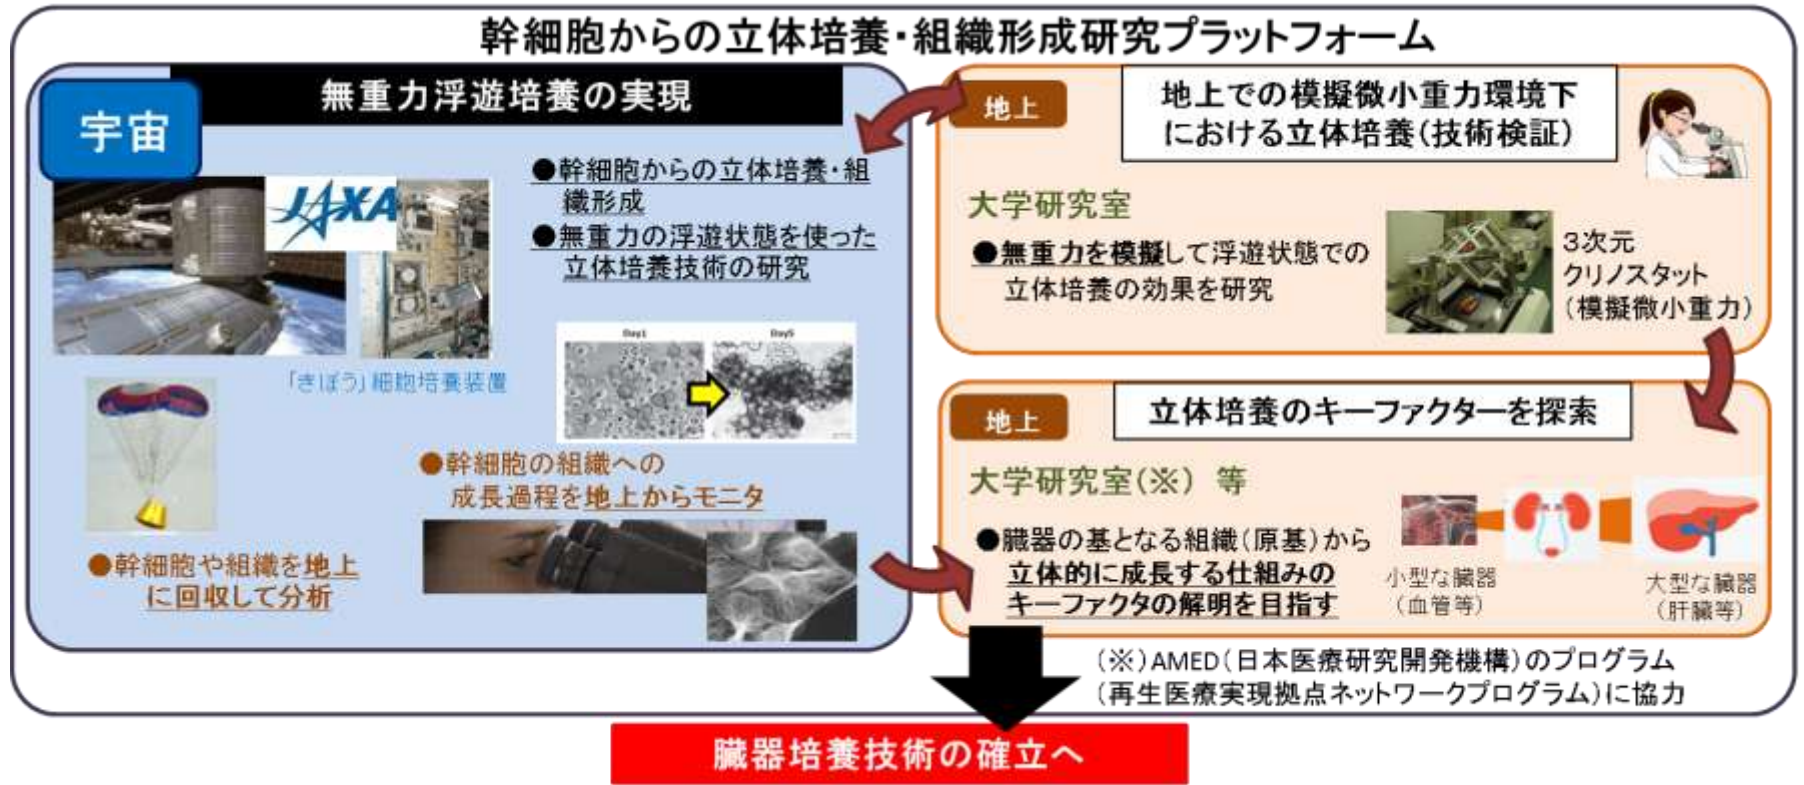 幹細胞からの立体培養・組織形成研究プラットフォーム
宇宙
無重力浮遊培養の実現
JAXA
●幹細胞からの立体培養・組
織形成
●無重力の浮遊状態を使った
立体培養技術の研究
「きぼう」細胞培養装置
Day1
Day5
●幹細胞の組織への
成長過程を地上からモニタ
●幹細胞や組織を地上
に回収して分析
地上
地上での模擬微小重力環境下
における立体培養(技術検証)
大学研究室
●無重力を模擬して浮遊状態での
立体培養の効果を研究
3次元
クリノスタット
(模擬微小重力)
地上
立体培養のキーファクターを探索
大学研究室(※) 等
●臓器の基となる組織(原基)から
立体的に成長する仕組みの
キーファクタの解明を目指す
小型な臓器
(血管等)
大型な臓器
(肝臓等)
(※)AMED(日本医療研究開発機構)のプログラム
(再生医療実現拠点ネットワークプログラム)に協力
臓器培養技術の確立へ